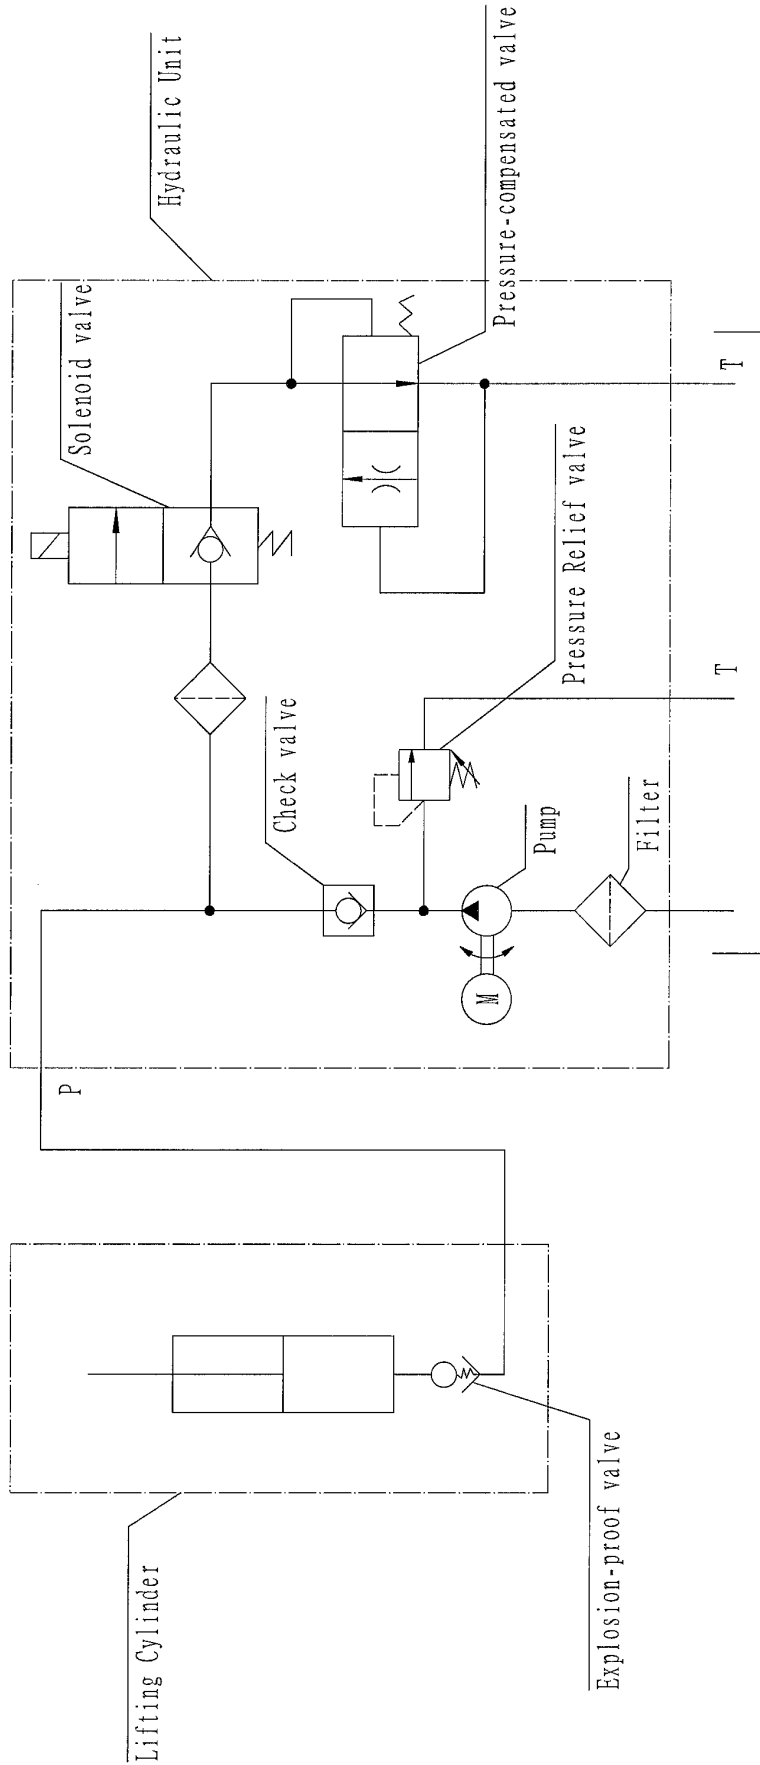 Hydraulic Unit
Solenoid valve
Pressure-compensated valve
T
Pressure Relief valve
T
Check valve
Pump
Filter
M
P
Lifting Cylinder
Explosion-proof valve